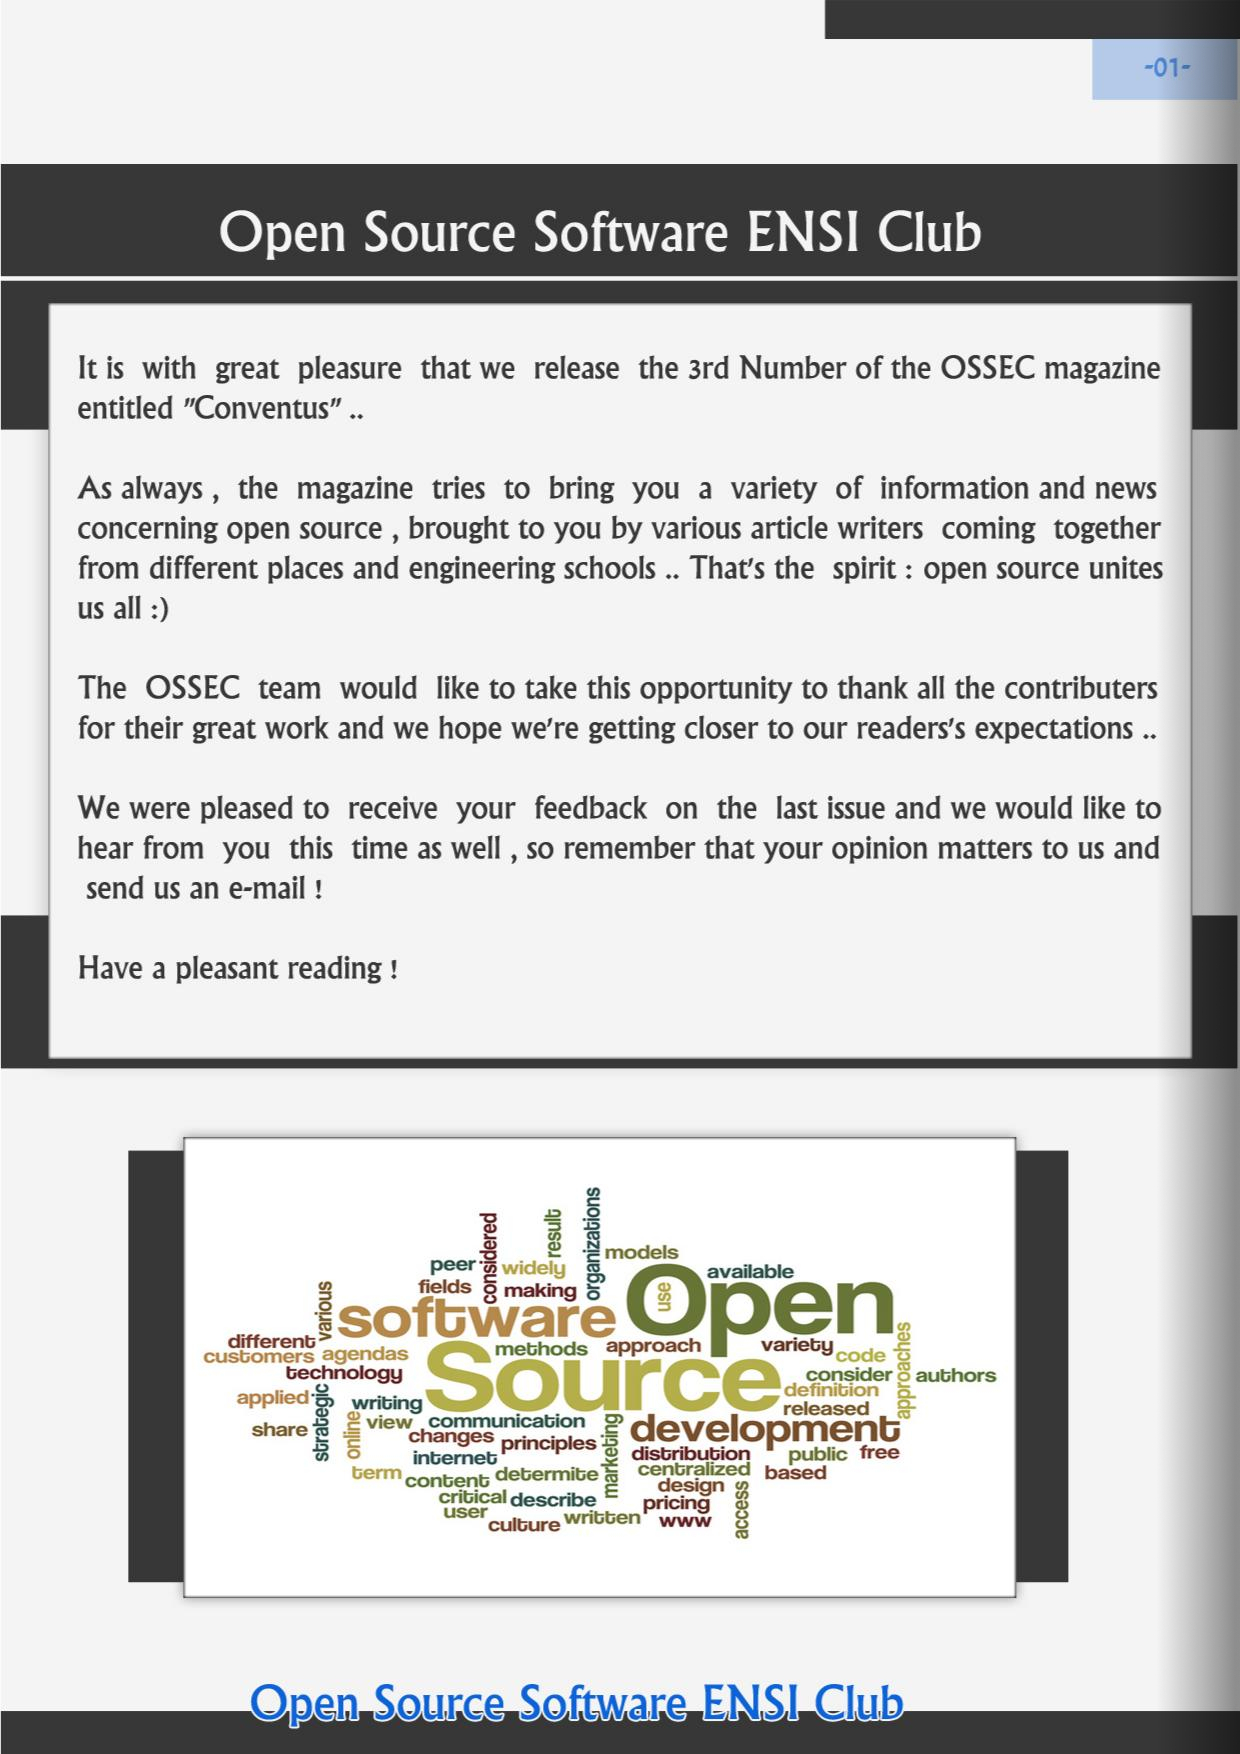 -01-
Open Source Software ENSI Club
It is with great pleasure that we release the 3rd Number of the OSSEC magazine
entitled "Conventus" ..
As always , the magazine tries to bring you a variety of information and news
concerning open source , brought to you by various article writers coming together
from different places and engineering schools .. That's the spirit : open source unites
us all :)
The OSSEC team would like to take this opportunity to thank all the contributers
for their great work and we hope we're getting closer to our readers's expectations ..
We were pleased to receive your feedback on the last issue and we would like to
hear from you this time as well , so remember that your opinion matters to us and
send us an e-mail !
Have a pleasant reading !
organizations
result
considered
models
peer
widely
available
fields
making
use
Open
various
software
different
methods
approach
variety
customers
agendas
code
approaches
technology
Source
consider
authors
applied
strategic
definition
writing
released
share
online
view
communication
marketing
development
changes
principles
internet
distribution
public
free
term
content
determite
centralized
based
critical
describe
design
access
user
written
pricing
culture
www
Open Source Software ENSI Club